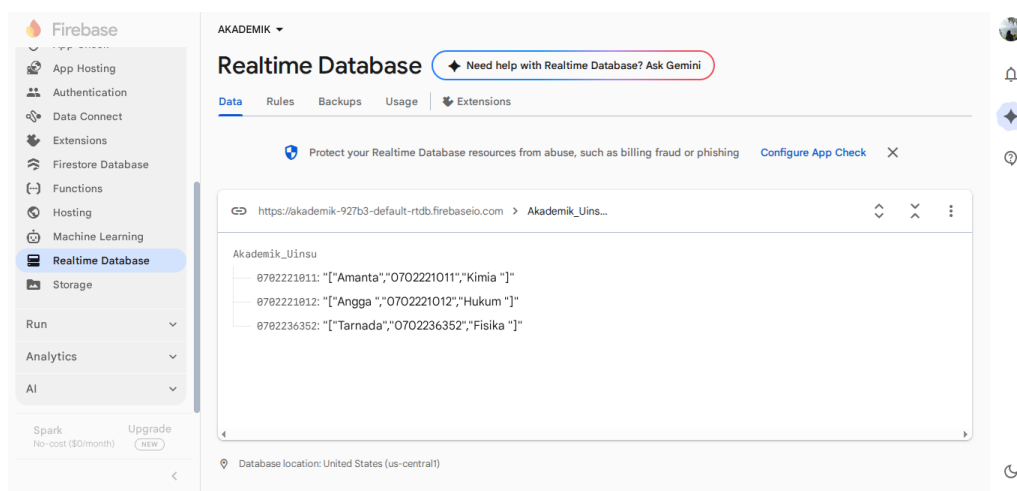 Firebase
App Hosting
Authentication
Data Connect
Extensions
Firestore Database
Functions
Hosting
Machine Learning
Realtime Database
Storage
Run
Analytics
AI
Spark
No-cost ($0/month)
Upgrade
NEW
AKADEMIK
Realtime Database
Need help with Realtime Database? Ask Gemini
Data Rules Backups Usage Extensions
Protect your Realtime Database resources from abuse, such as billing fraud or phishing Configure App Check
https://akademik-927b3-default-rtdb.firebaseio.com > Akademik_Uins...
Akademik_Uinsu
0702221011: "["Amanta","0702221011","Kimia "]"
0702221012: "["Angga ","0702221012","Hukum "]"
0702236352: "["Tarnada","0702236352","Fisika "]"
Database location: United States (us-central1)